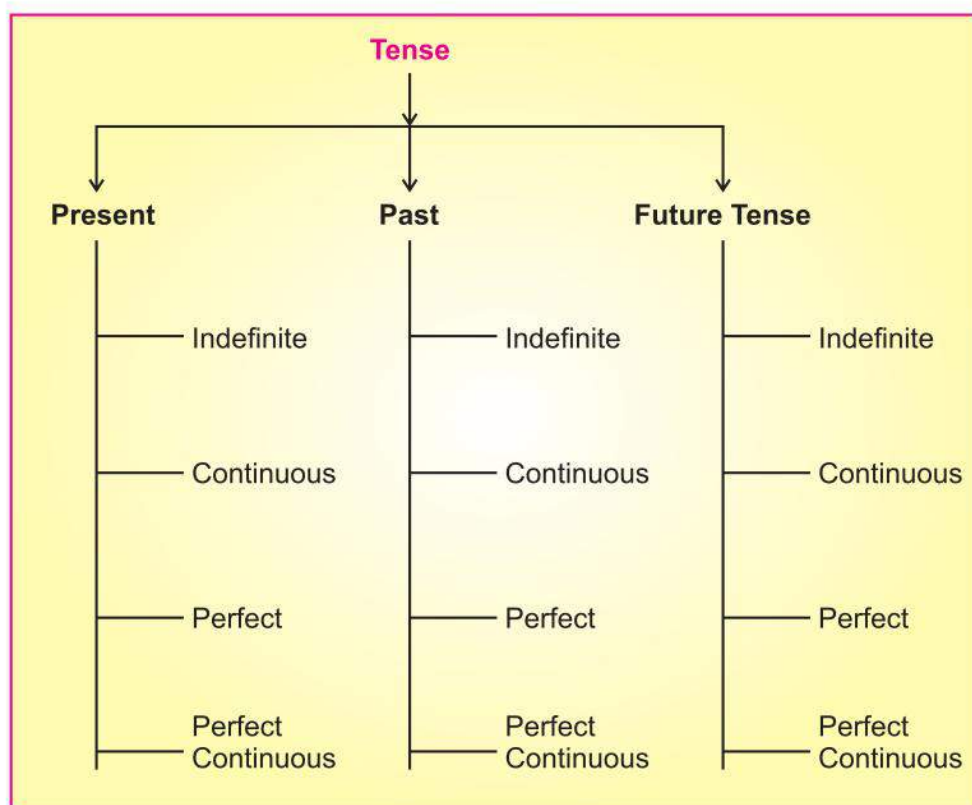 Tense
Present
Past
Future Tense
Indefinite
Indefinite
Indefinite
Continuous
Continuous
Continuous
Perfect
Perfect
Perfect
Perfect
Continuous
Perfect
Continuous
Perfect
Continuous